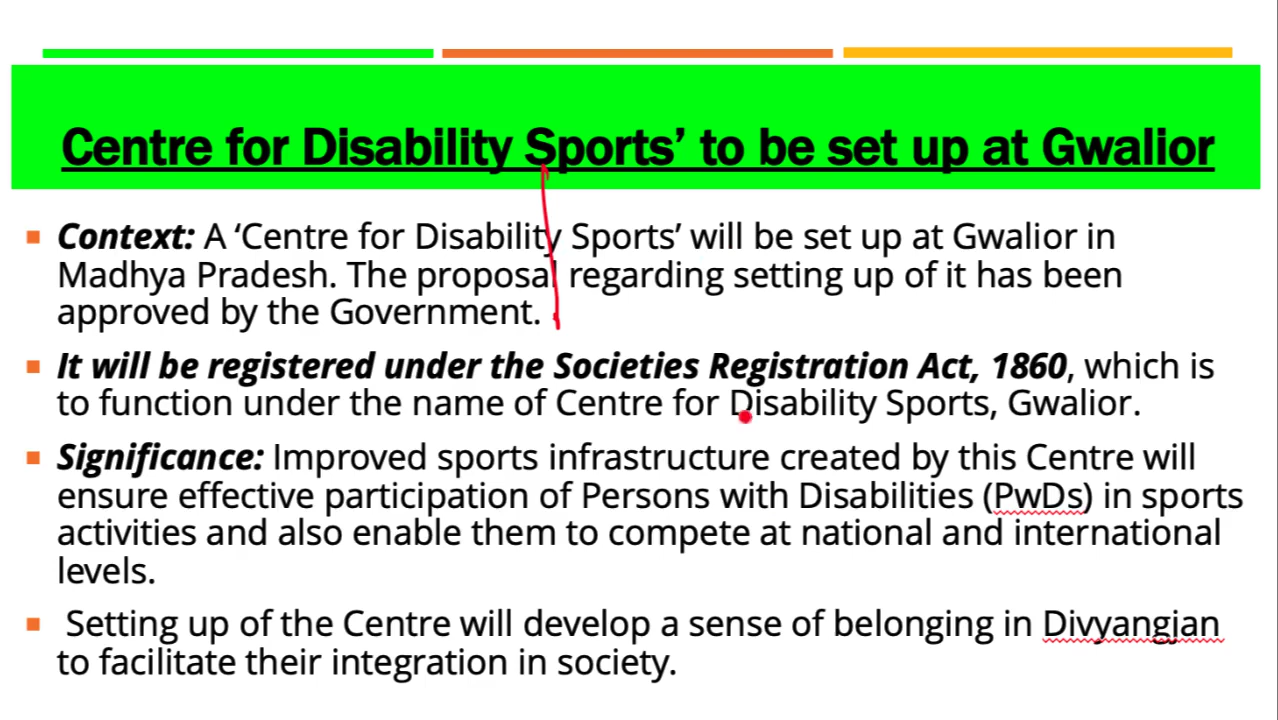 Centre for Disability Sports’ to be set up at Gwalior
Context: A ‘Centre for Disability Sports’ will be set up at Gwalior in
Madhya Pradesh. The proposal regarding setting up of it has been
approved by the Government.
It will be registered under the Societies Registration Act, 1860, which is
to function under the name of Centre for Disability Sports, Gwalior.
Significance: Improved sports infrastructure created by this Centre will
ensure effective participation of Persons with Disabilities (PwDs) in sports
activities and also enable them to compete at national and international
levels.
Setting up of the Centre will develop a sense of belonging in Divyangjan
to facilitate their integration in society.